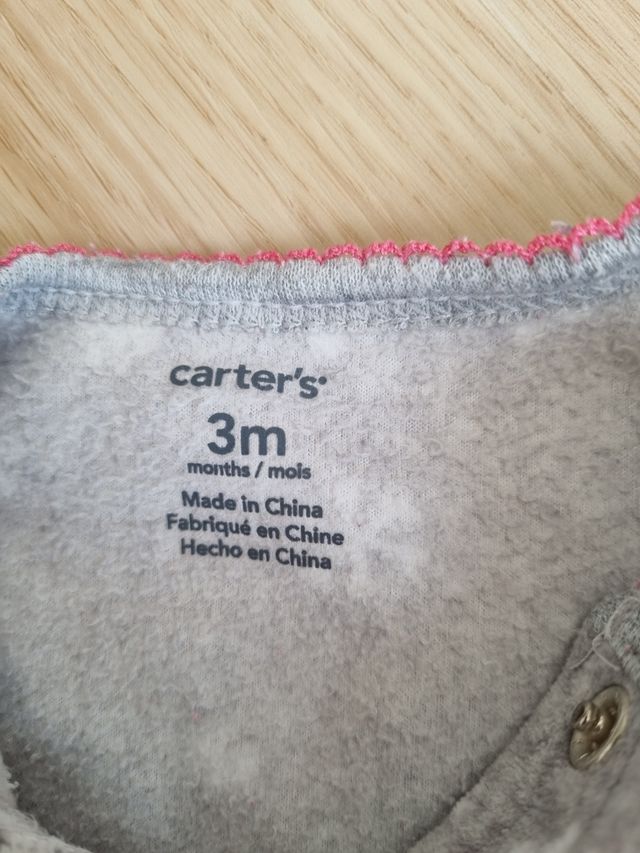 carter's
3m
months / mois
Made in China
Fabriqué en Chine
Hecho en China